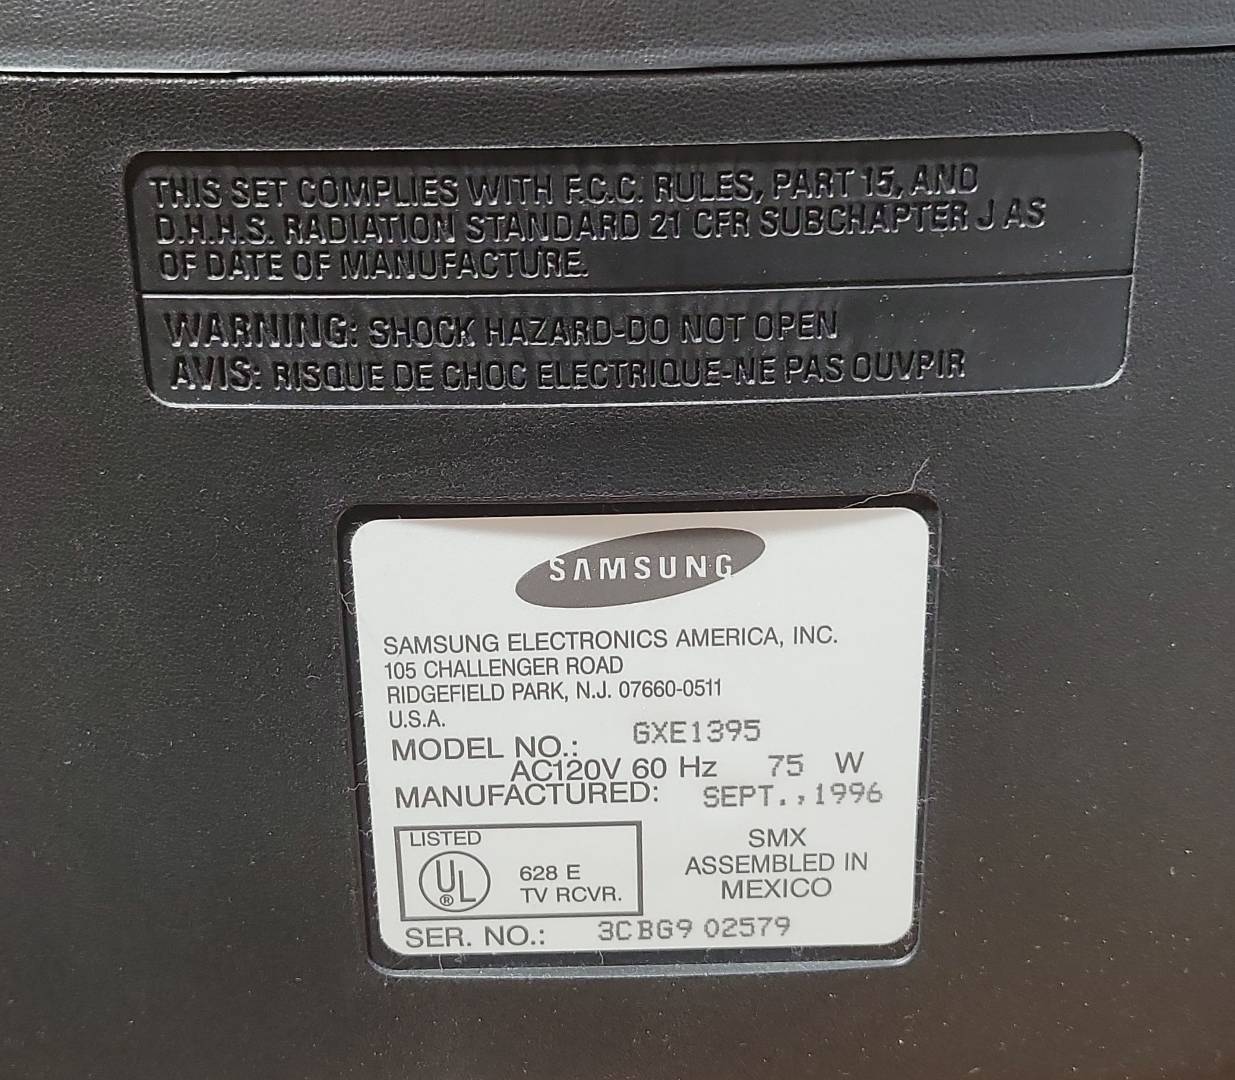 THIS SET COMPLIES WITH F.C.C. RULES, PART 15, AND
D.H.H.S. RADIATION STANDARD 21 CFR SUBCHAPTER J AS
OF DATE OF MANUFACTURE.
WARNING: SHOCK HAZARD-DO NOT OPEN
AVIS: RISQUE DE CHOC ELECTRIQUE-NE PAS OUVPIR
SAMSUNG
SAMSUNG ELECTRONICS AMERICA, INC.
105 CHALLENGER ROAD
RIDGEFIELD PARK, N.J. 07660-0511
U.S.A.
MODEL NO.: GXE1395
AC120V 60 Hz 75 W
MANUFACTURED: SEPT.,1996
LISTED
UL ®
628 E
TV RCVR.
SMX
ASSEMBLED IN
MEXICO
SER. NO.: 3CBG9 02579